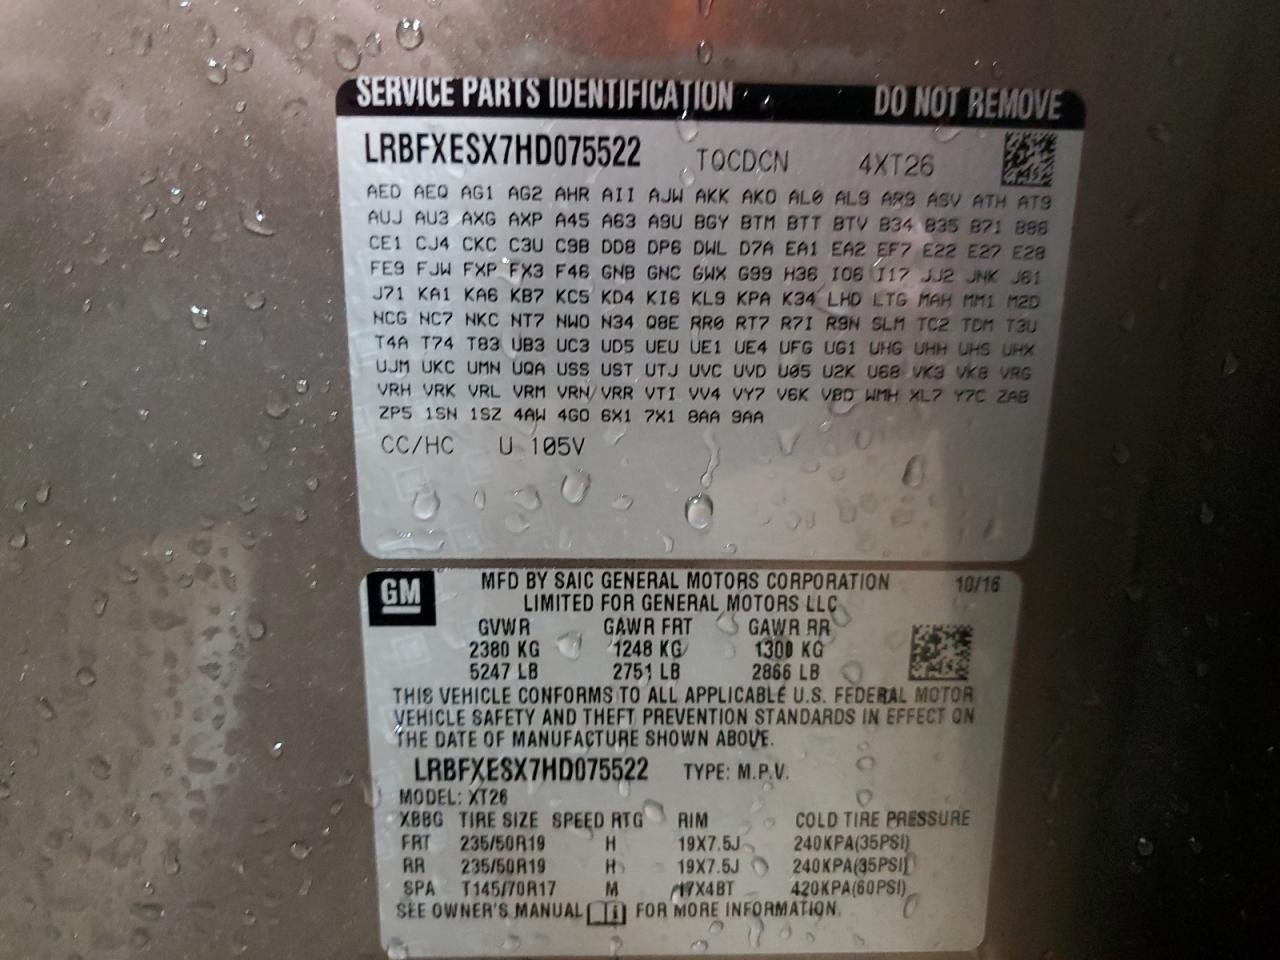 SERVICE PARTS IDENTIFICATION DO NOT REMOVE
LRBFXESX7HD075522 TQCDCN 4XT26
AED AEQ AG1 AG2 AHR AII AJW AKK AKO AL0 AL9 AR9 ASV ATH AT9
AUJ AU3 AXG AXP A45 A63 A9U BGY BTM BTT BTV B34 B35 B71 B86
CE1 CJ4 CKC C3U C9B DD8 DP6 DWL D7A EA1 EA2 EF7 E22 E27 E28
FE9 FJW FXP FX3 F46 GNB GNC GWX G99 H36 IO6 I17 JJ2 JNK J61
J71 KA1 KA6 KB7 KC5 KD4 KI6 KL9 KPA K34 LHD LTG MAH MM1 M2D
NCG NC7 NKC NT7 NWO N34 Q8E RR0 RT7 R7I R9N SLM TC2 TDM T3U
T4A T74 T83 UB3 UC3 UD5 UEU UE1 UE4 UFG UG1 UHG UHH UHS UHX
UJM UKC UMN UQA USS UST UTJ UVC UVD U05 U2K U68 VK3 VK8 VRG
VRH VRK VRL VRM VRN VRR VTI VV4 VY7 V6K V8D WMH XL7 Y7C ZAB
ZP5 1SN 1SZ 4AW 4GO 6X1 7X1 8AA 9AA
CC/HC U 105V
GM MFD BY SAIC GENERAL MOTORS CORPORATION 10/16
LIMITED FOR GENERAL MOTORS LLC
GVWR GAWR FRT GAWR RR
2380 KG 1248 KG 1300 KG
5247 LB 2751 LB 2866 LB
THIS VEHICLE CONFORMS TO ALL APPLICABLE U.S. FEDERAL MOTOR
VEHICLE SAFETY AND THEFT PREVENTION STANDARDS IN EFFECT ON
THE DATE OF MANUFACTURE SHOWN ABOVE.
LRBFXESX7HD075522 TYPE: M.P.V.
MODEL: XT26
XBBG TIRE SIZE SPEED RTG RIM COLD TIRE PRESSURE
FRT 235/50R19 H 19X7.5J 240KPA(35PSI)
RR 235/50R19 H 19X7.5J 240KPA(35PSI)
SPA T145/70R17 M 17X4BT 420KPA(60PSI)
SEE OWNER'S MANUAL FOR MORE INFORMATION.